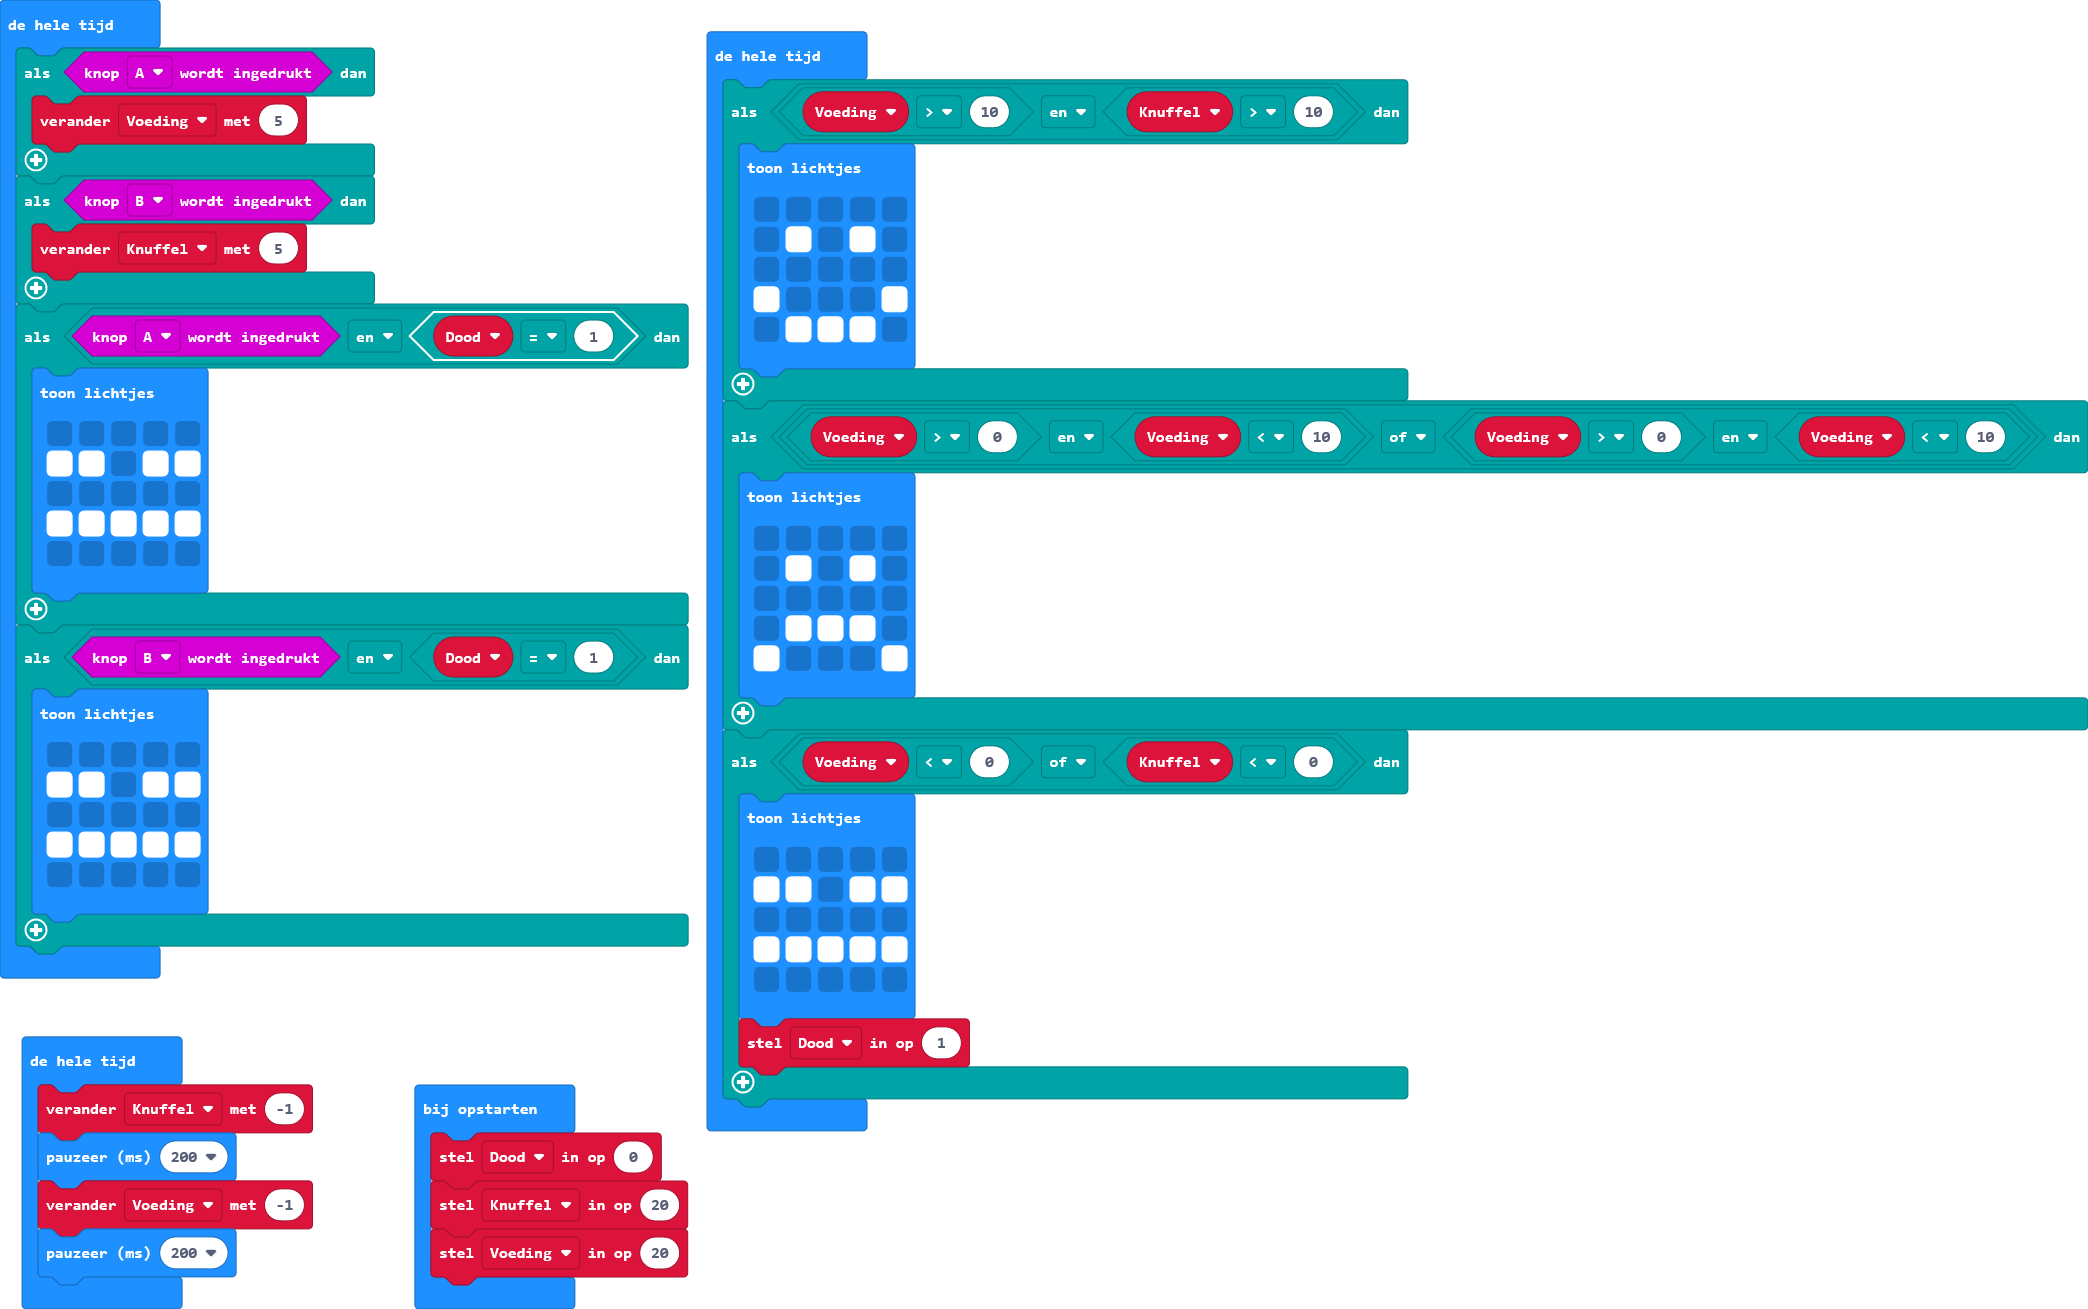 de hele tijd
als knop A wordt ingedrukt dan
verander Voeding met 5
als knop B wordt ingedrukt dan
verander Knuffel met 5
als knop A wordt ingedrukt en Dood = 1 dan
toon lichtjes
als knop B wordt ingedrukt en Dood = 1 dan
toon lichtjes
de hele tijd
als Voeding > 10 en Knuffel > 10 dan
toon lichtjes
als Voeding > 0 en Voeding < 10 of Voeding > 0 en Voeding < 10 dan
toon lichtjes
als Voeding < 0 of Knuffel < 0 dan
toon lichtjes
stel Dood in op 1
de hele tijd
verander Knuffel met -1
pauzeer (ms) 200
verander Voeding met -1
pauzeer (ms) 200
bij opstarten
stel Dood in op 0
stel Knuffel in op 20
stel Voeding in op 20